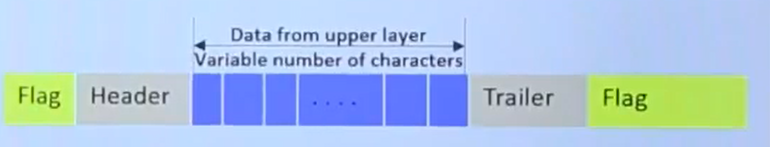 Data from upper layer
Variable number of characters
Flag Header .... Trailer Flag